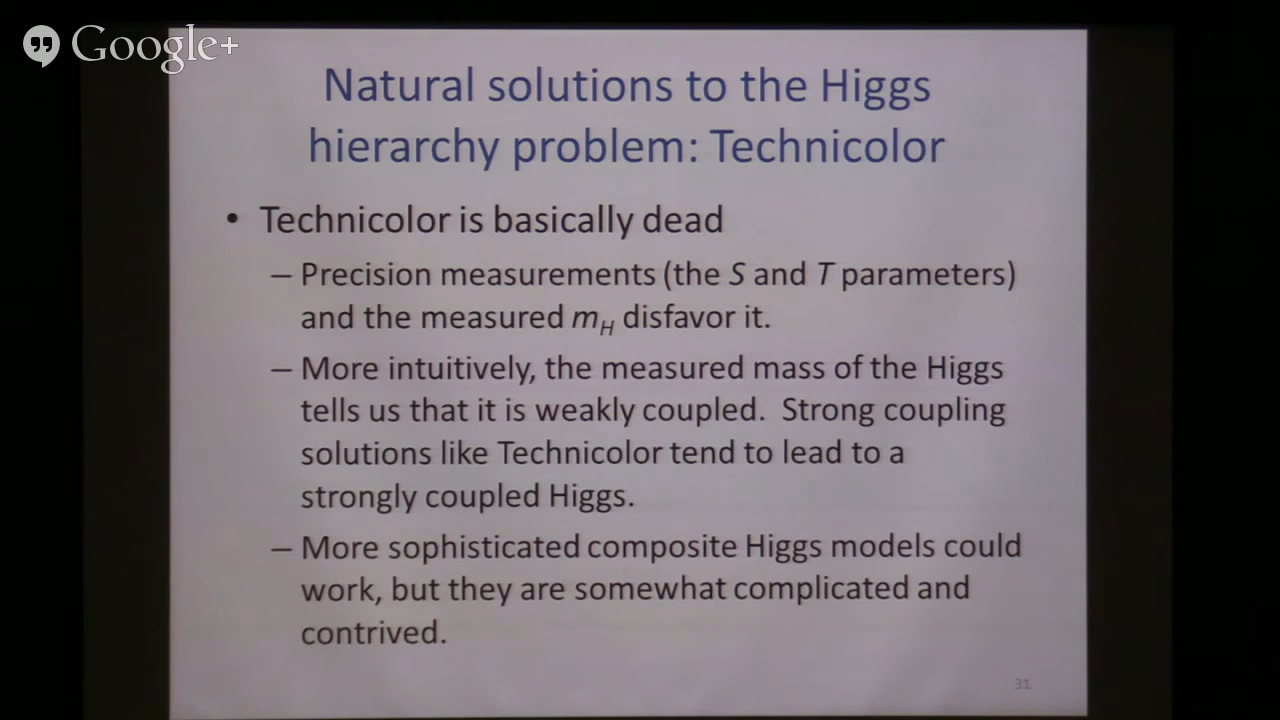 Google+
Natural solutions to the Higgs
hierarchy problem: Technicolor
• Technicolor is basically dead
– Precision measurements (the S and T parameters)
and the measured mH disfavor it.
– More intuitively, the measured mass of the Higgs
tells us that it is weakly coupled. Strong coupling
solutions like Technicolor tend to lead to a
strongly coupled Higgs.
– More sophisticated composite Higgs models could
work, but they are somewhat complicated and
contrived.
31